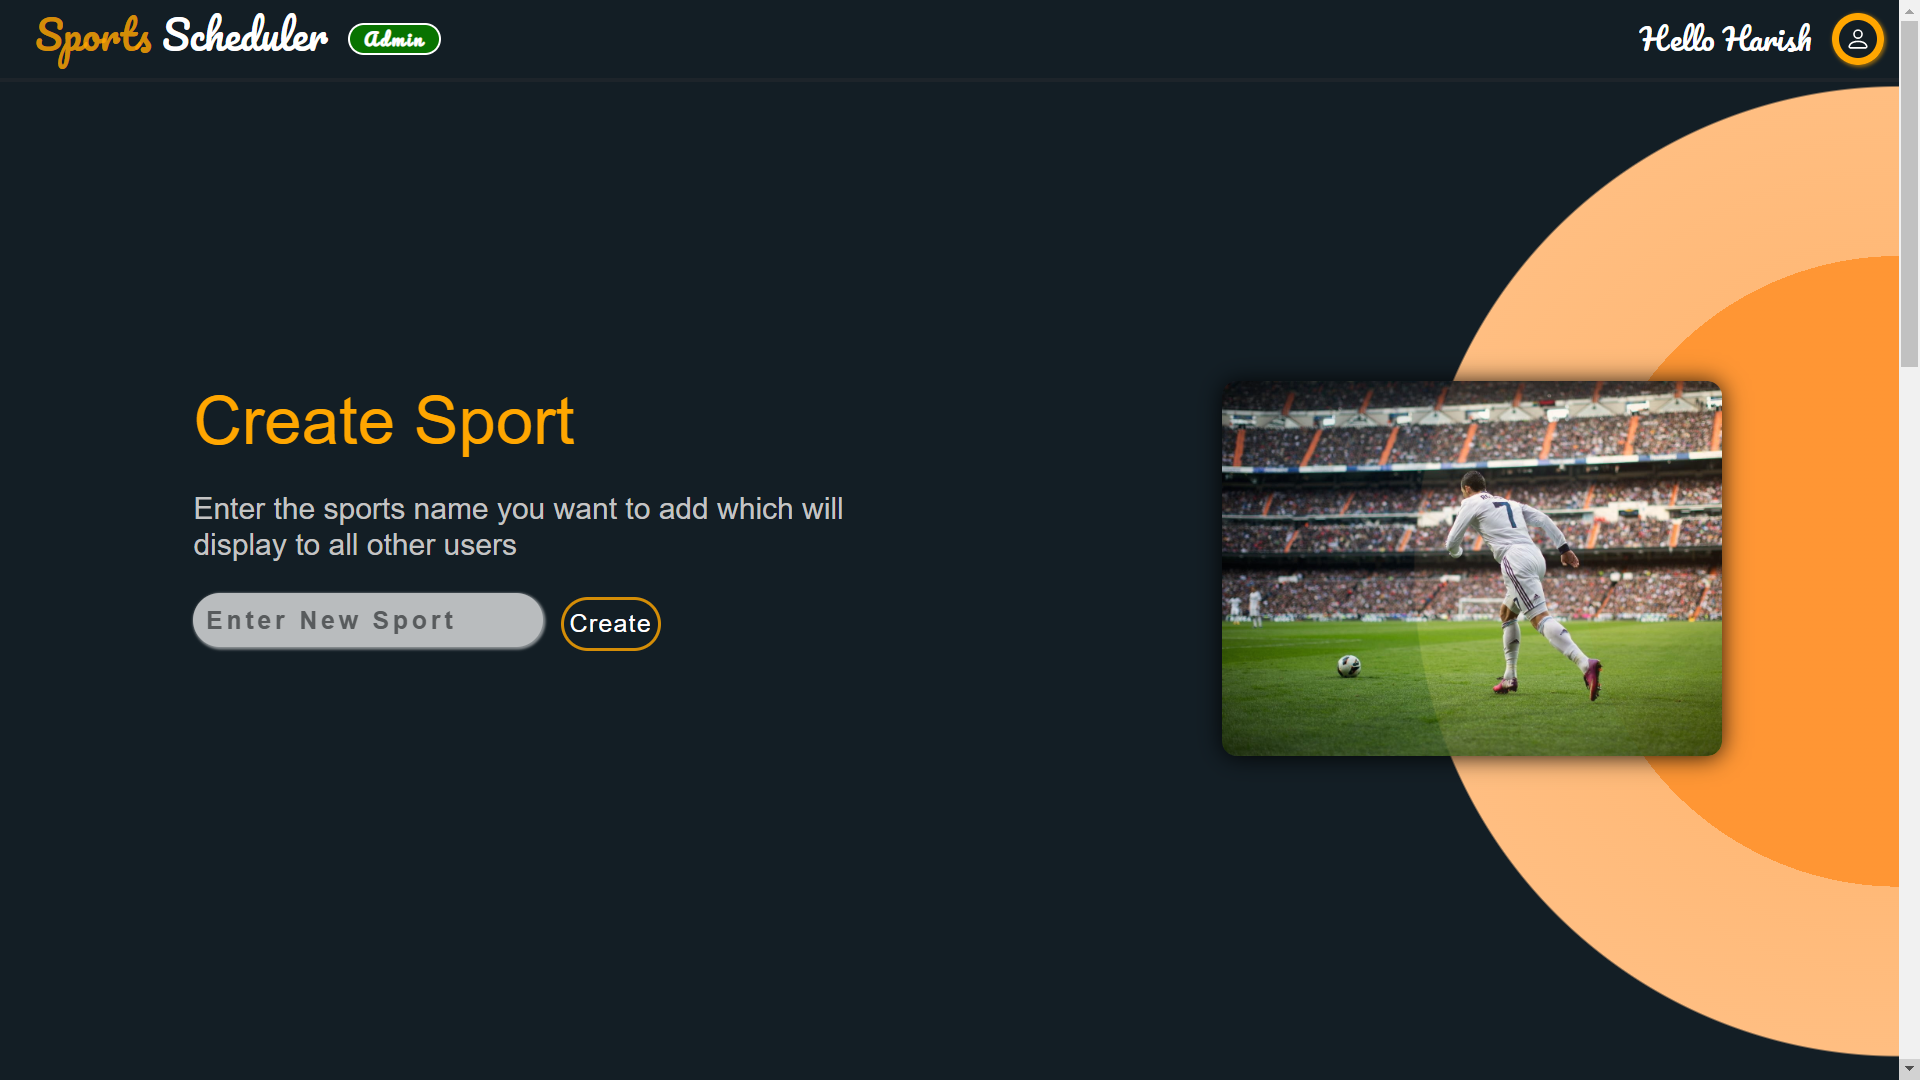 Sports Scheduler Admin
Hello Harish
Create Sport
Enter the sports name you want to add which will
display to all other users
Enter New Sport
Create
7